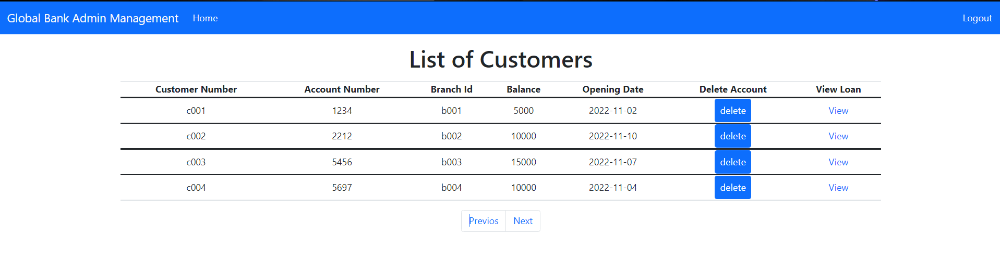 Global Bank Admin Management Home Logout
List of Customers
Customer Number Account Number Branch Id Balance Opening Date Delete Account View Loan
c001 1234 b001 5000 2022-11-02 delete View
c002 2212 b002 10000 2022-11-10 delete View
c003 5456 b003 15000 2022-11-07 delete View
c004 5697 b004 10000 2022-11-04 delete View
Previos Next